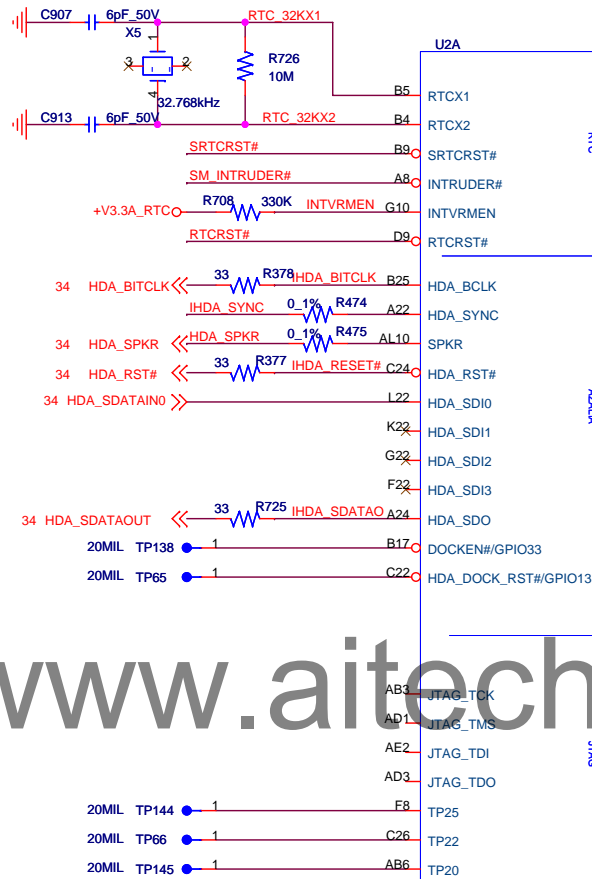 C907 6pF_50V RTC_32KX1
X5
1
U2A
R726
3 2
10M
4
32.768kHz
B5 RTCX1
C913 6pF_50V RTC_32KX2
B4 RTCX2
SRTCRST# B9 SRTCRST#
SM_INTRUDER# A8 INTRUDER#
+V3.3A_RTC R708 330K INTVRMEN G10 INTVRMEN
RTCRST# D9 RTCRST#
34 HDA_BITCLK 33 R378 IHDA_BITCLK B25 HDA_BCLK
IHDA_SYNC 0_1% R474 A22 HDA_SYNC
34 HDA_SPKR HDA_SPKR 0_1% R475 AL10 SPKR
34 HDA_RST# 33 R377 IHDA_RESET# C24 HDA_RST#
34 HDA_SDATAIN0 L22 HDA_SDI0
K22 HDA_SDI1
G22 HDA_SDI2
F22 HDA_SDI3
34 HDA_SDATAOUT 33 R725 IHDA_SDATAO A24 HDA_SDO
20MIL TP138 1 B17 DOCKEN#/GPIO33
20MIL TP65 1 C22 HDA_DOCK_RST#/GPIO13
www.aitech
AB3 JTAG_TCK
AD1 JTAG_TMS
AE2 JTAG_TDI
JTAG
AD3 JTAG_TDO
20MIL TP144 1 F8 TP25
20MIL TP66 1 C26 TP22
20MIL TP145 1 AB6 TP20